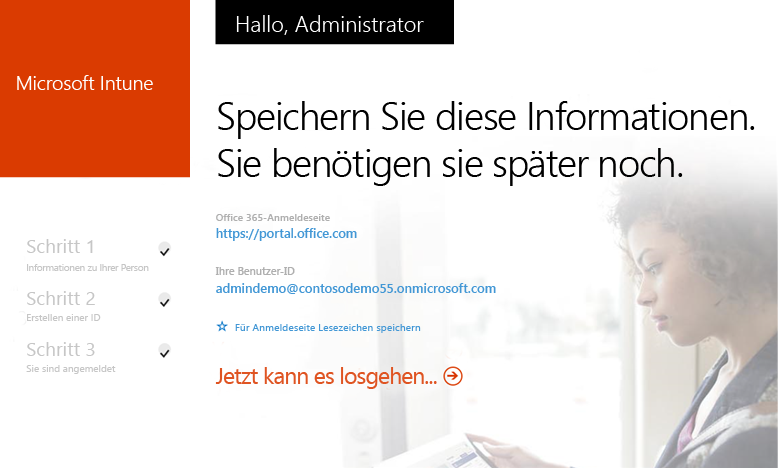 Hallo, Administrator
Microsoft Intune
Speichern Sie diese Informationen.
Sie benötigen sie später noch.
Schritt 1
Informationen zu Ihrer Person
Schritt 2
Erstellen einer ID
Schritt 3
Sie sind angemeldet
Office 365-Anmeldeseite
https://portal.office.com
Ihre Benutzer-ID
admindemo@contosodemo55.onmicrosoft.com
Für Anmeldeseite Lesezeichen speichern
Jetzt kann es losgehen...